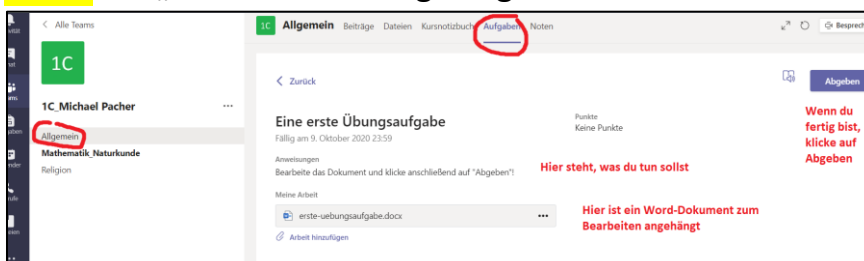 Alle Teams
1C
1C_Michael Pacher
Allgemein
Mathematik_Naturkunde
Religion
1C Allgemein Beiträge Dateien Kursnotizbuch Aufgaben Noten
Besprech
Zurück
Abgeben
Eine erste Übungsaufgabe
Fällig am 9. Oktober 2020 23:59
Punkte
Keine Punkte
Anweisungen
Bearbeite das Dokument und klicke anschließend auf "Abgeben"!
Meine Arbeit
erste-uebungsaufgabe.docx
Arbeit hinzufügen
Hier steht, was du tun sollst
Hier ist ein Word-Dokument zum
Bearbeiten angehängt
Wenn du
fertig bist,
klicke auf
Abgeben